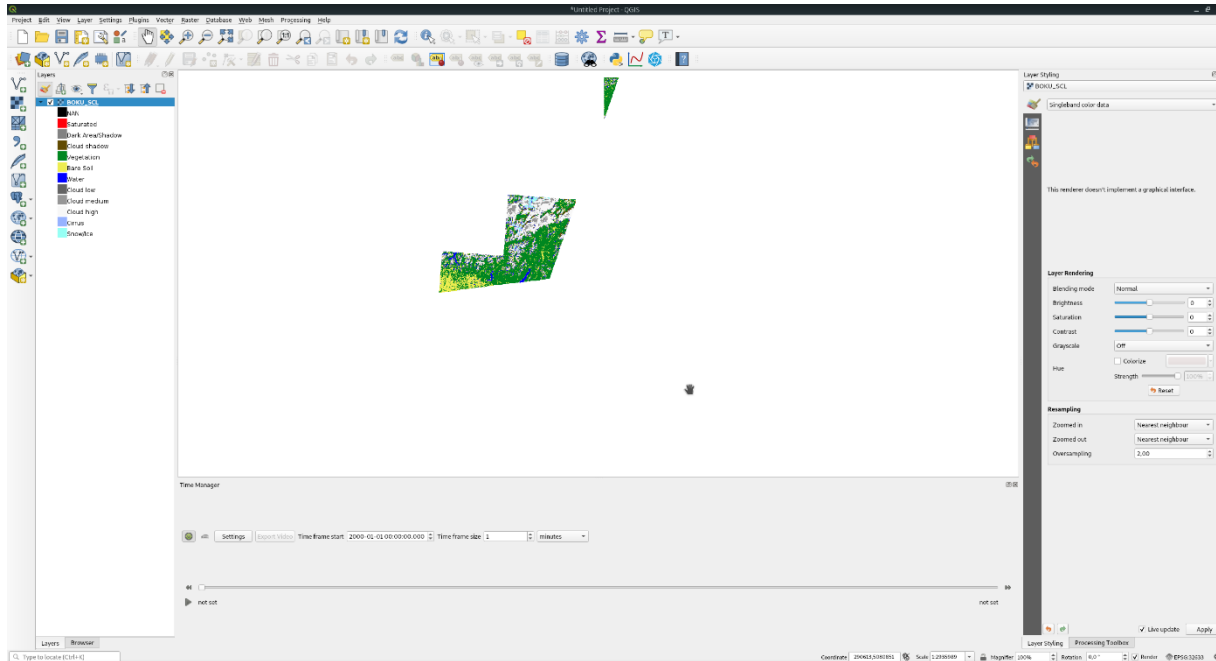 *Untitled Project - QGIS
Project Edit View Layer Settings Plugins Vector Raster Database Web Mesh Processing Help
Layers
BOKU_SCL
NAN
Saturated
Dark Area/Shadow
Cloud shadow
Vegetation
Bare Soil
Water
Cloud low
Cloud medium
Cloud high
Cirrus
Snow/Ice
Layers Browser
Type to locate (Ctrl+K)
Time Manager
Settings Export Video Time frame start 2000-01-01 00:00:00.000 Time frame size 1 minutes
not set not set
Layer Styling
BOKU_SCL
Singleband color data
This renderer doesn't implement a graphical interface.
Layer Rendering
Blending mode Normal
Brightness 0
Saturation 0
Contrast 0
Grayscale Off
Hue Colorize
Strength 100%
Reset
Resampling
Zoomed in Nearest neighbour
Zoomed out Nearest neighbour
Oversampling 2,00
Live update Apply
Layer Styling Processing Toolbox
Coordinate Scale Magnifier 100% Rotation 0,0 ° Render EPSG:32633